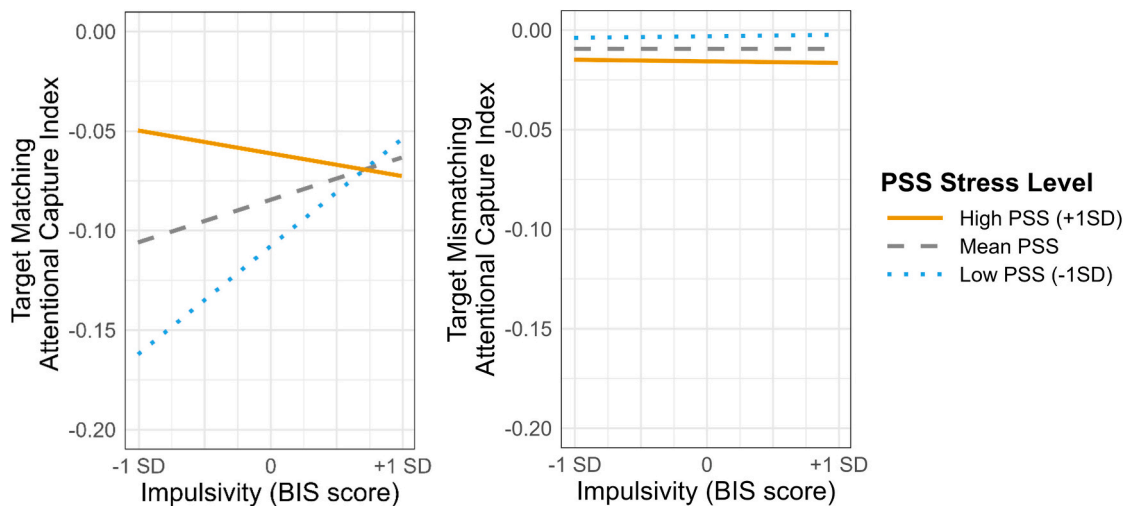 Target Matching
Attentional Capture Index
0.00
-0.05
-0.10
-0.15
-0.20
-1 SD
0
+1 SD
Impulsivity (BIS score)
Target Mismatching
Attentional Capture Index
0.00
-0.05
-0.10
-0.15
-0.20
-1 SD
0
+1 SD
Impulsivity (BIS score)
PSS Stress Level
High PSS (+1SD)
Mean PSS
Low PSS (-1SD)